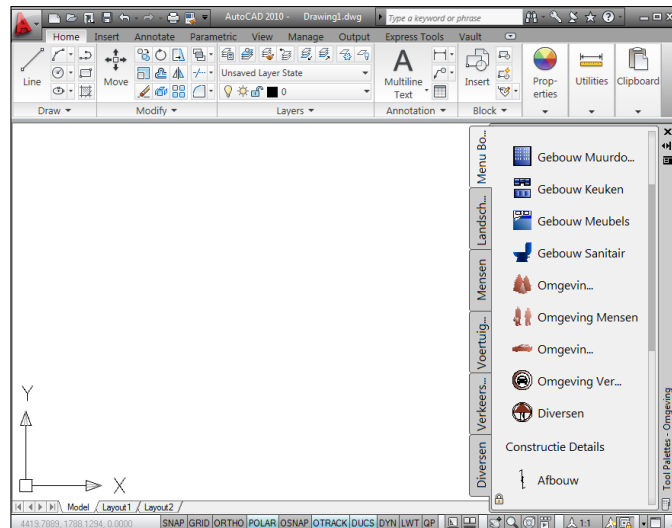 AutoCAD 2010 - Drawing1.dwg
Type a keyword or phrase
Home Insert Annotate Parametric View Manage Output Express Tools Vault
Line
Move
Unsaved Layer State
0
Multiline
Text
Insert
Prop-
erties
Utilities
Clipboard
Draw
Modify
Layers
Annotation
Block
Menu Bo...
Landsch...
Mensen
Voertuig...
Verkeers...
Diversen
Gebouw Muurdo...
Gebouw Keuken
Gebouw Meubels
Gebouw Sanitair
Omgevin...
Omgeving Mensen
Omgevin...
Omgeving Ver...
Diversen
Constructie Details
Afbouw
Tool Palettes - Omgeving
Y
X
Model Layout1 Layout2
4419.7889, 1788.1294, 0.0000 SNAP GRID ORTHO POLAR OSNAP OTRACK DUCS DYN LWT QP 1:1